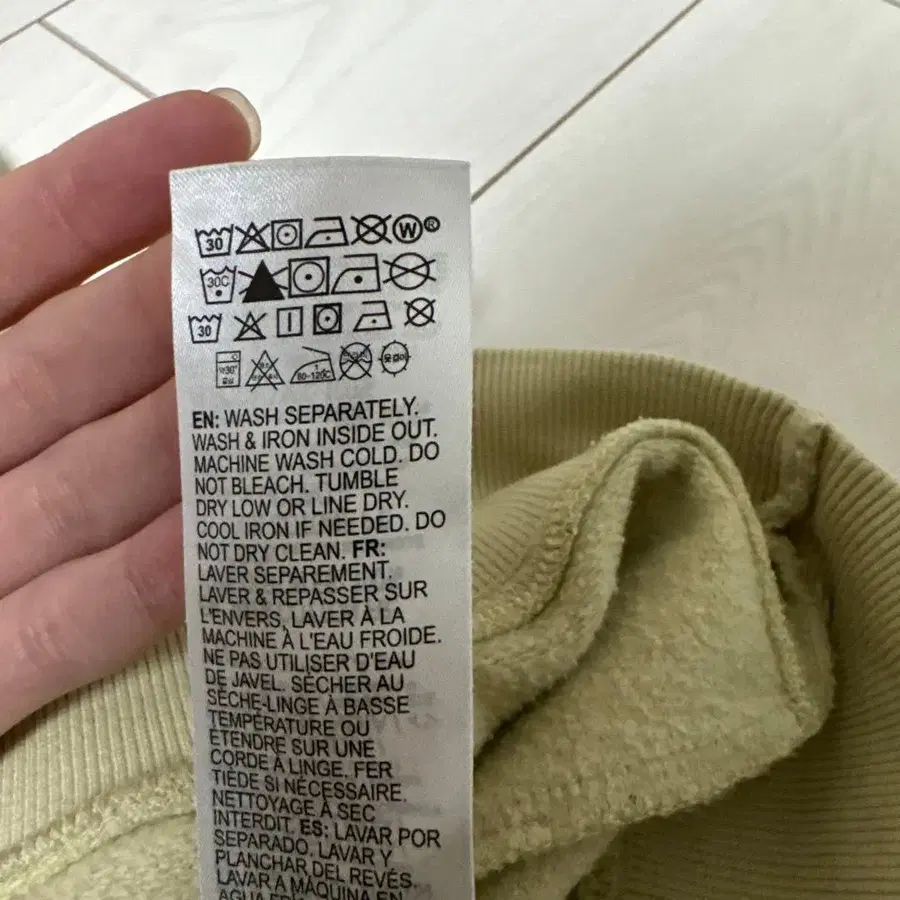 30 W®
30C
30
30° 80-120C 옷걸이
EN: WASH SEPARATELY.
WASH & IRON INSIDE OUT.
MACHINE WASH COLD. DO
NOT BLEACH. TUMBLE
DRY LOW OR LINE DRY.
COOL IRON IF NEEDED. DO
NOT DRY CLEAN. FR:
LAVER SEPAREMENT.
LAVER & REPASSER SUR
L'ENVERS, LAVER À LA
MACHINE À L'EAU FROIDE.
NE PAS UTILISER D'EAU
DE JAVEL. SÉCHER AU
SÈCHE-LINGE À BASSE
TEMPÉRATURE OU
ÉTENDRE SUR UNE
CORDE À LINGE. FER
TIÈDE SI NÉCESSAIRE.
NETTOYAGE À SEC
INTERDIT. ES: LAVAR POR
SEPARADO. LAVAR Y
PLANCHAR DEL REVÉS.
LAVAR A MÁQUINA EN
AGUA